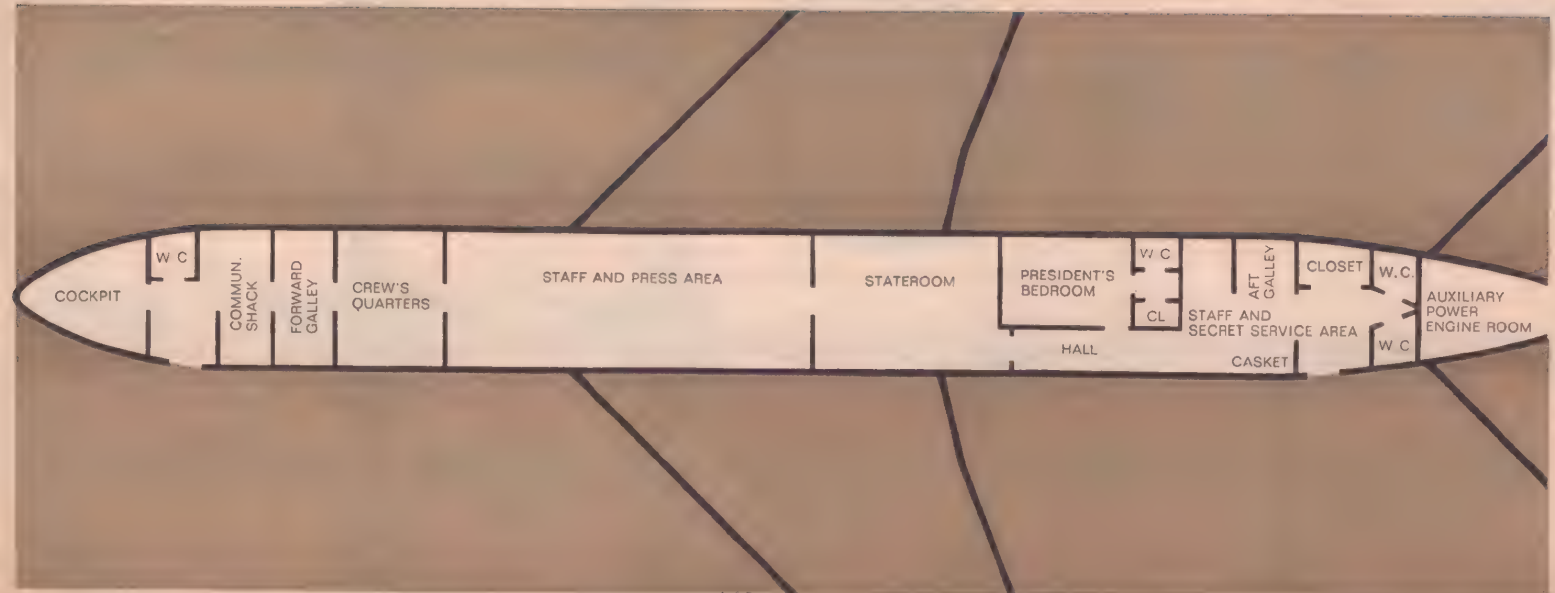 COCKPIT
W C
COMMUN.
SHACK
FORWARD
GALLEY
CREW'S
QUARTERS
STAFF AND PRESS AREA
STATEROOM
PRESIDENT'S
BEDROOM
W C
CL
HALL
AFT
GALLEY
STAFF AND
SECRET SERVICE AREA
CASKET
CLOSET
W.C.
W C
AUXILIARY
POWER
ENGINE ROOM